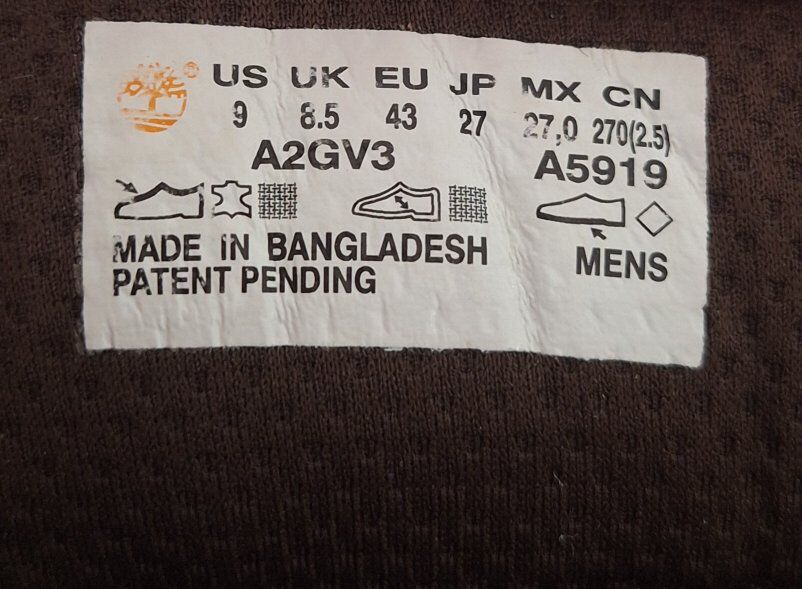 ® US UK EU JP MX CN
9 8.5 43 27 27,0 270(2.5)
A2GV3 A5919
MADE IN BANGLADESH
PATENT PENDING
MENS